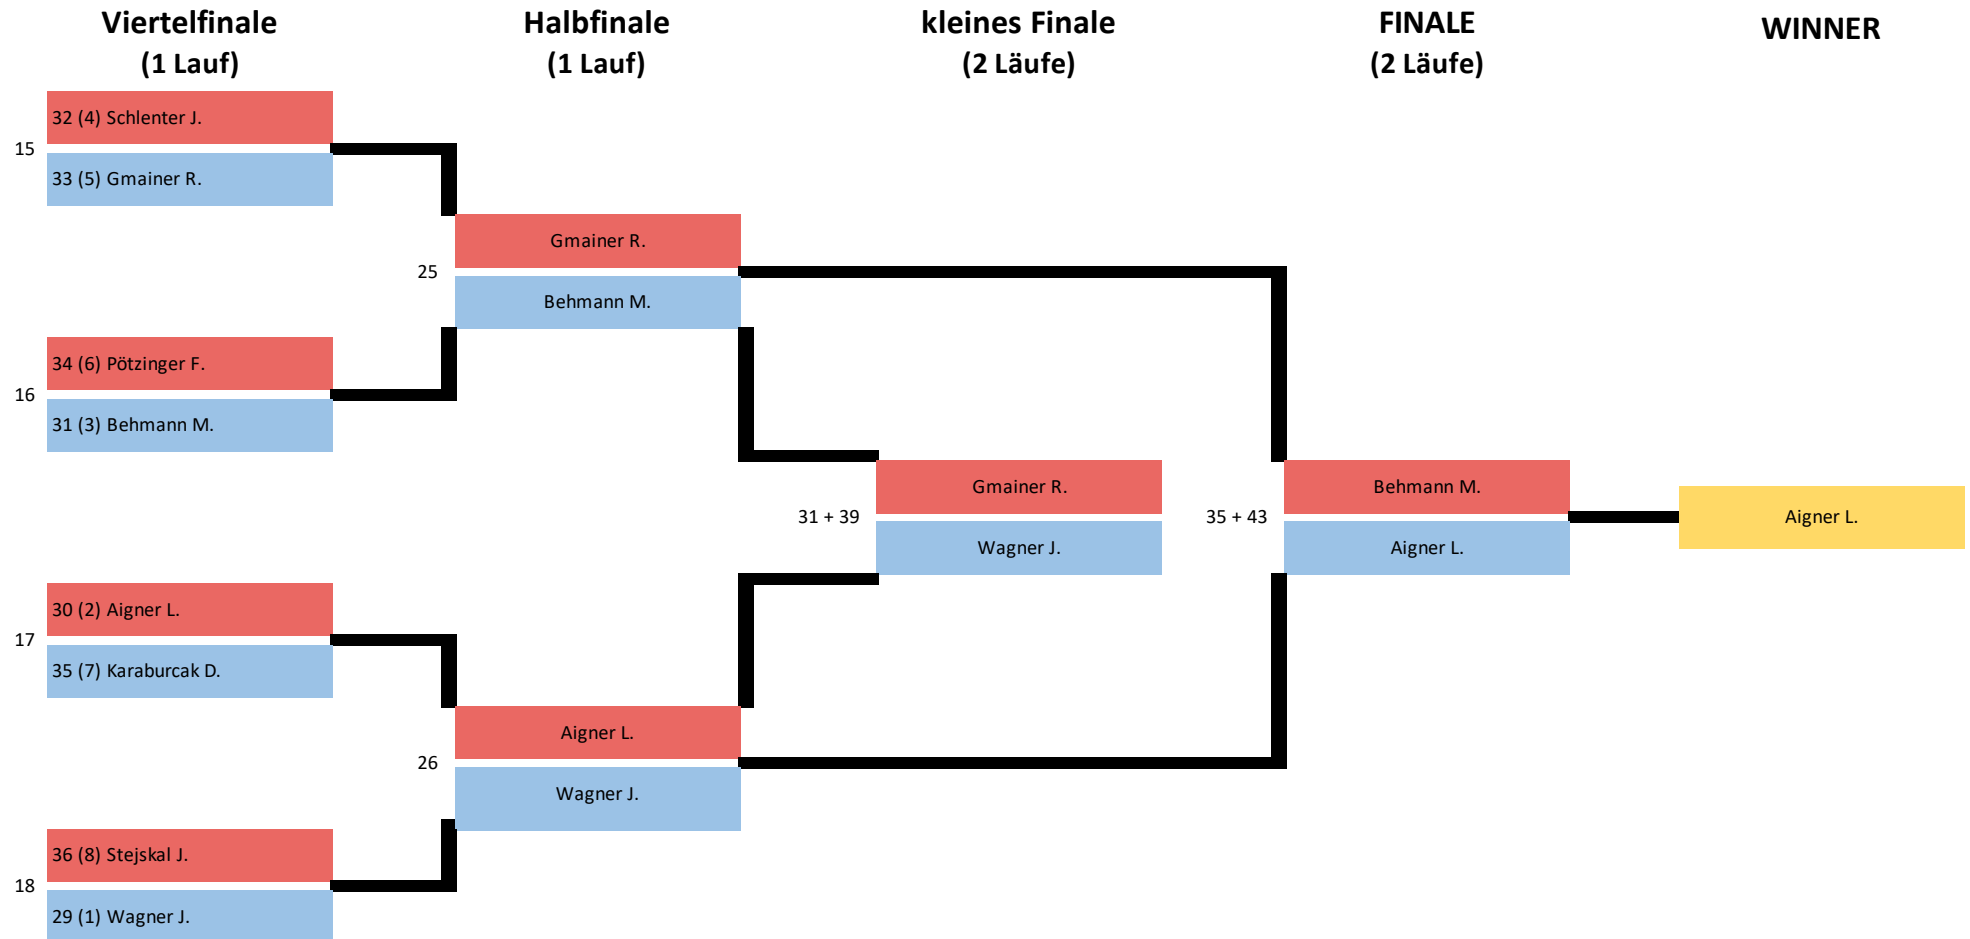 Viertelfinale
(1 Lauf)
Halbfinale
(1 Lauf)
kleines Finale
(2 Läufe)
FINALE
(2 Läufe)
WINNER
32 (4) Schlenter J.
15
33 (5) Gmainer R.
Gmainer R.
25
Behmann M.
34 (6) Pötzinger F.
16
31 (3) Behmann M.
Gmainer R.
31 + 39
Wagner J.
Behmann M.
35 + 43
Aigner L.
Aigner L.
30 (2) Aigner L.
17
35 (7) Karaburcak D.
Aigner L.
26
Wagner J.
36 (8) Stejskal J.
18
29 (1) Wagner J.